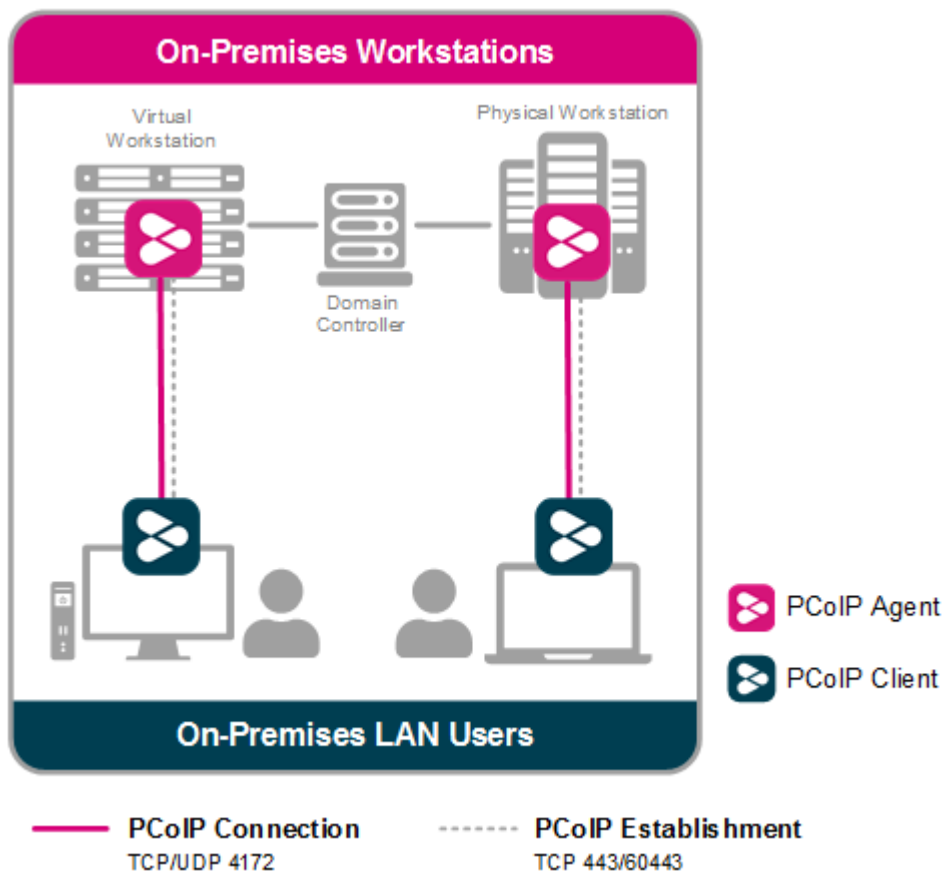 On-Premises Workstations
Virtual
Workstation
Physical Workstation
Domain
Controller
PCoIP Agent
PCoIP Client
On-Premises LAN Users
PCoIP Connection
TCP/UDP 4172
PCoIP Establishment
TCP 443/60443